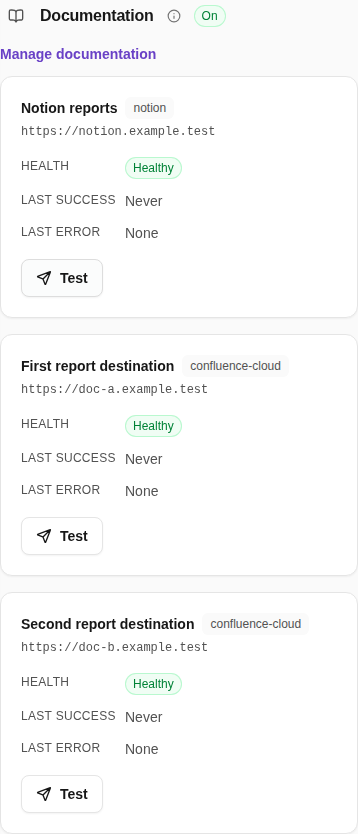 Documentation On
Manage documentation
Notion reports notion
https://notion.example.test
HEALTH Healthy
LAST SUCCESS Never
LAST ERROR None
Test
First report destination confluence-cloud
https://doc-a.example.test
HEALTH Healthy
LAST SUCCESS Never
LAST ERROR None
Test
Second report destination confluence-cloud
https://doc-b.example.test
HEALTH Healthy
LAST SUCCESS Never
LAST ERROR None
Test